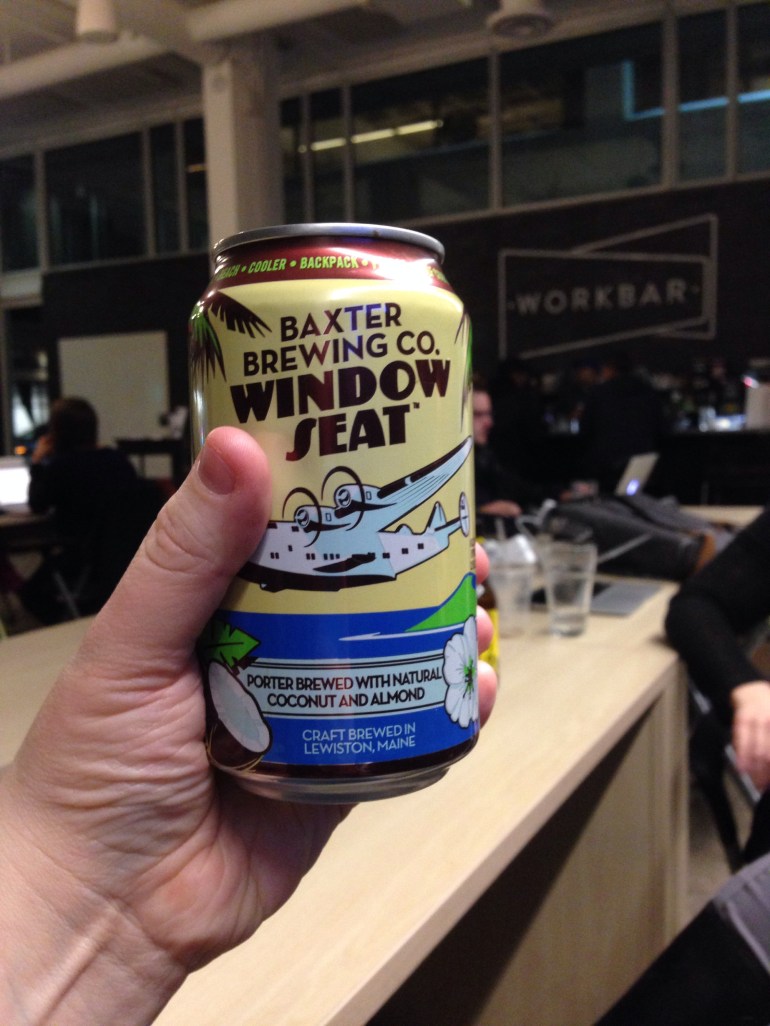 • COOLER • BACKPACK •
BAXTER
BREWING CO.
WINDOW
SEAT™
PORTER BREWED WITH NATURAL
COCONUT AND ALMOND
CRAFT BREWED IN
LEWISTON, MAINE
•WORKBAR•